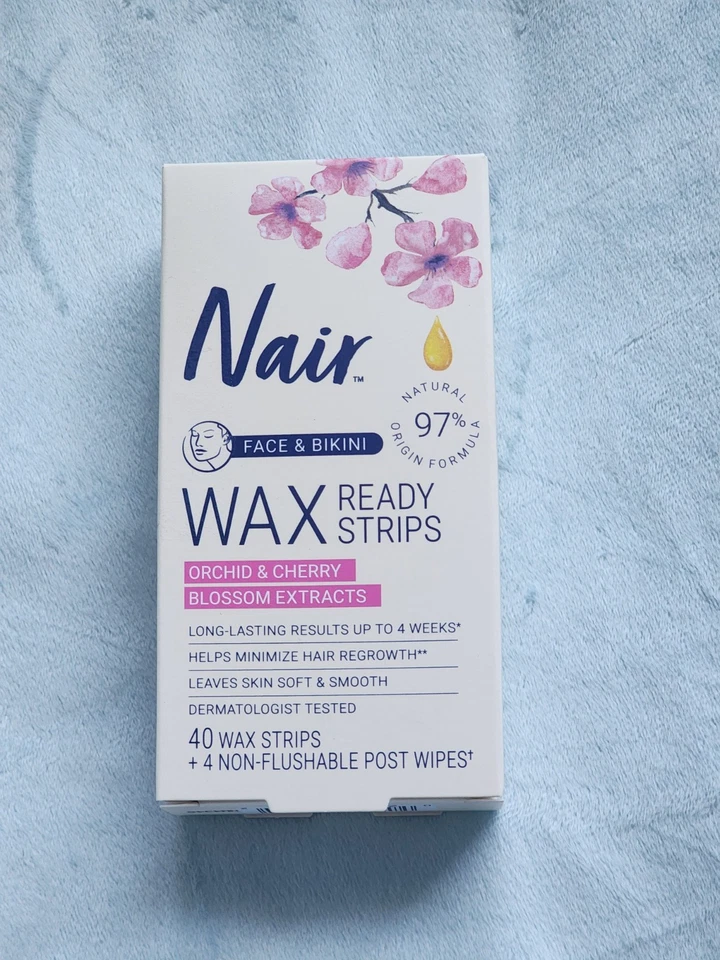 Nair™
NATURAL
97%
ORIGIN FORMULA
FACE & BIKINI
WAX READY
STRIPS
ORCHID & CHERRY
BLOSSOM EXTRACTS
LONG-LASTING RESULTS UP TO 4 WEEKS*
HELPS MINIMIZE HAIR REGROWTH**
LEAVES SKIN SOFT & SMOOTH
DERMATOLOGIST TESTED
40 WAX STRIPS
+ 4 NON-FLUSHABLE POST WIPES†